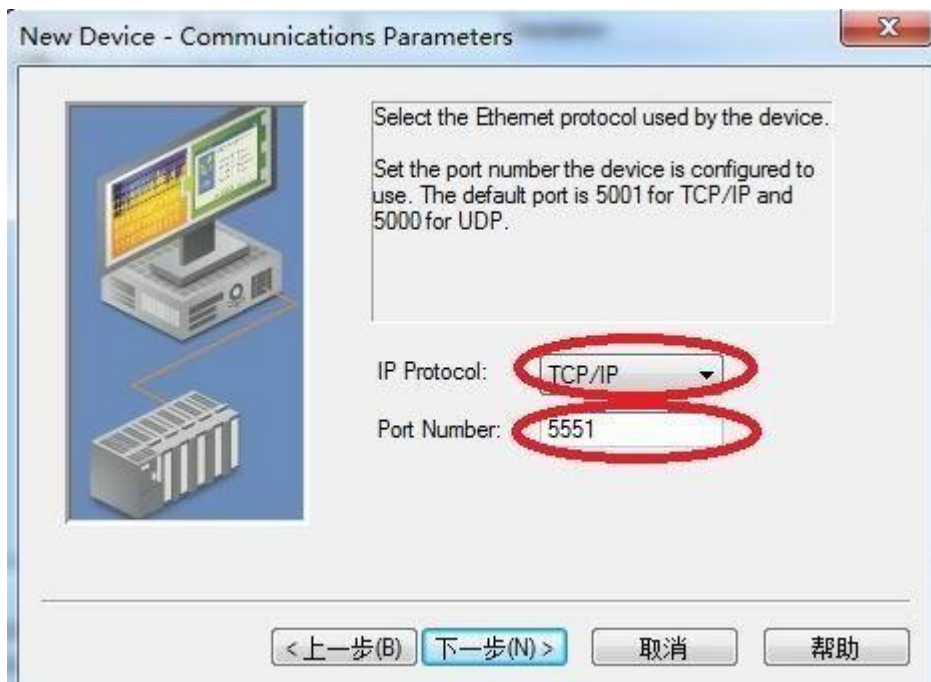 New Device - Communications Parameters
Select the Ethernet protocol used by the device.
Set the port number the device is configured to
use. The default port is 5001 for TCP/IP and
5000 for UDP.
IP Protocol:
TCP/IP
Port Number:
5551
<上一步(B)
下一步(N)>
取消
帮助